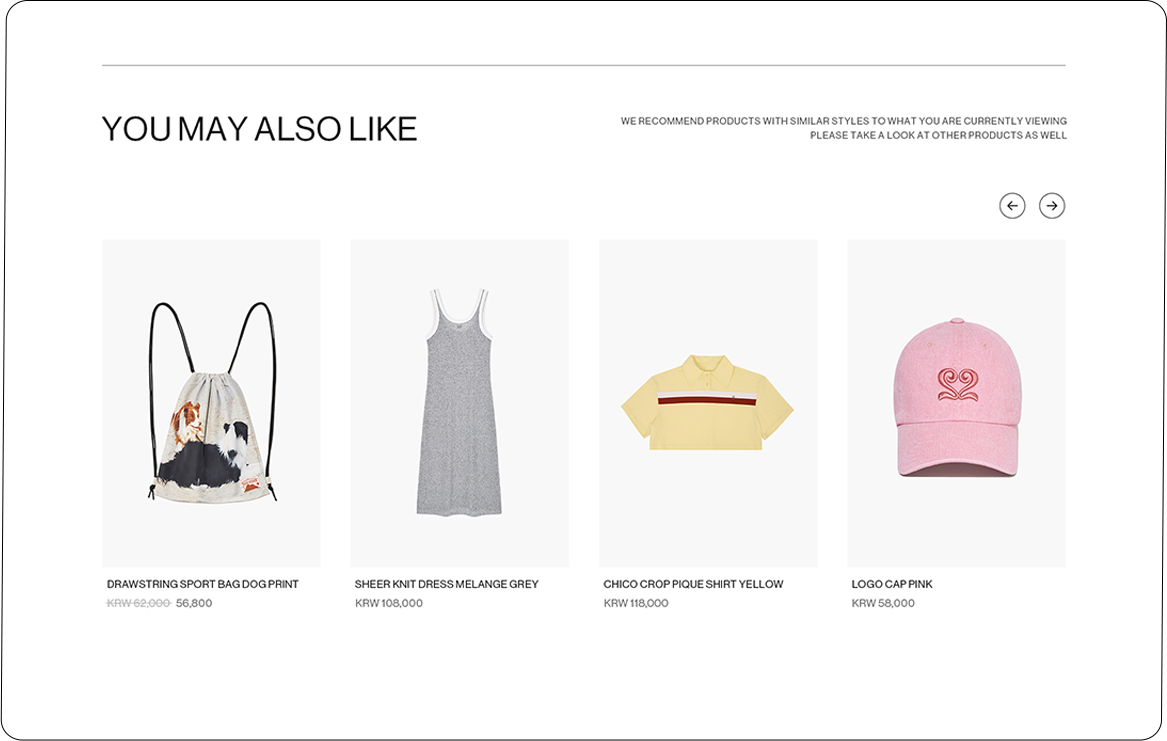 YOU MAY ALSO LIKE
WE RECOMMEND PRODUCTS WITH SIMILAR STYLES TO WHAT YOU ARE CURRENTLY VIEWING
PLEASE TAKE A LOOK AT OTHER PRODUCTS AS WELL
DRAWSTRING SPORT BAG DOG PRINT
KRW 62,000 56,800
SHEER KNIT DRESS MELANGE GREY
KRW 108,000
CHICO CROP PIQUE SHIRT YELLOW
KRW 118,000
LOGO CAP PINK
KRW 58,000